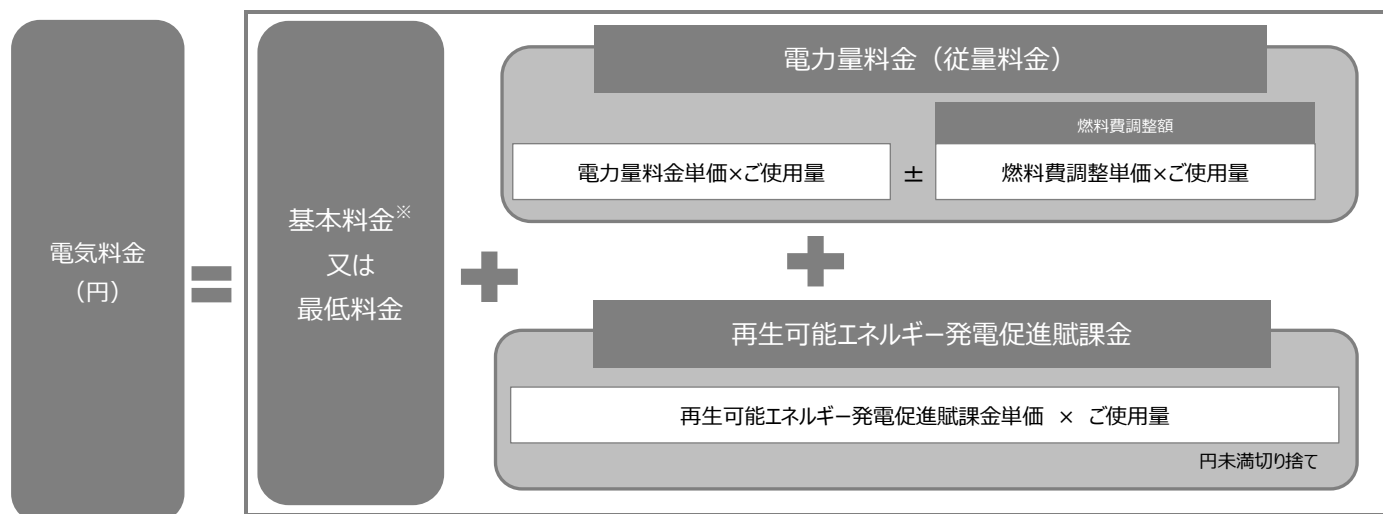 電気料金
（円）
=
基本料金※
又は
最低料金
+
電力量料金（従量料金）
燃料費調整額
電力量料金単価×ご使用量 ± 燃料費調整単価×ご使用量
+
再生可能エネルギー発電促進賦課金
再生可能エネルギー発電促進賦課金単価 × ご使用量
円未満切り捨て